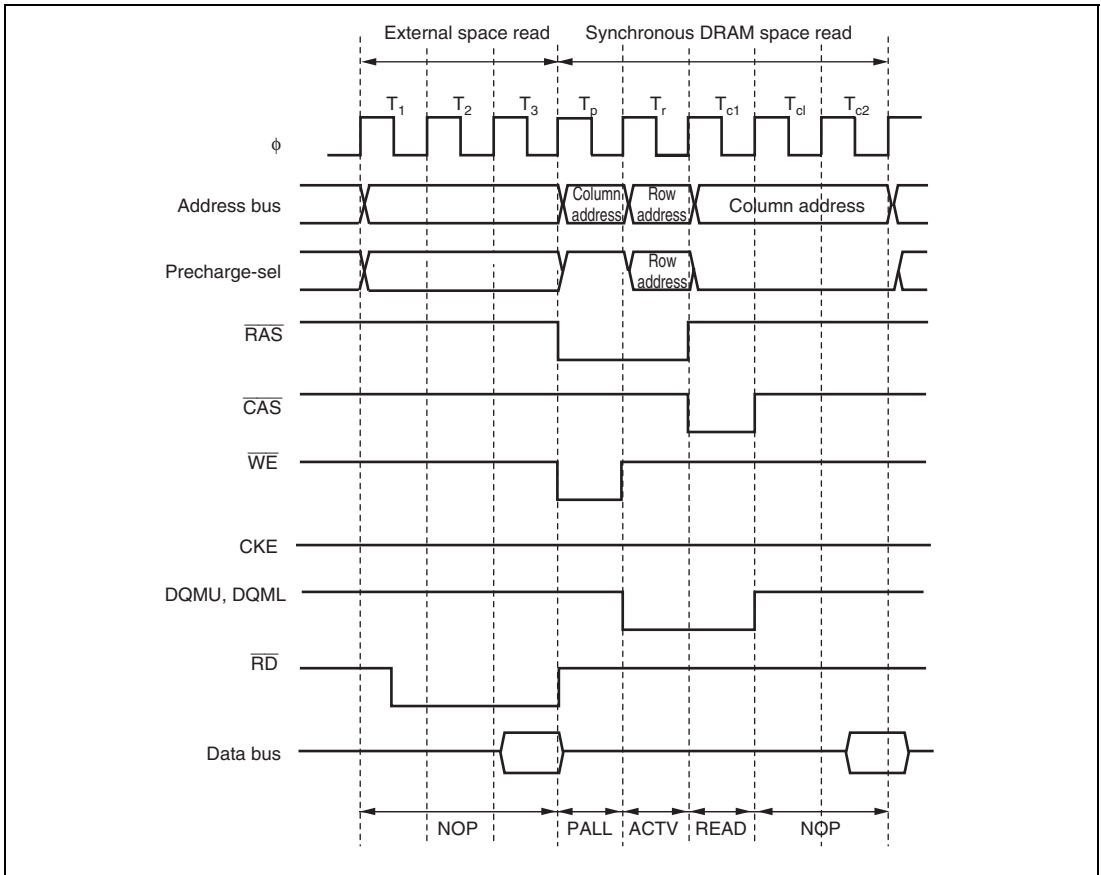 External space read Synchronous DRAM space read
T1 T2 T3 Tp Tr Tc1 Tcl Tc2
ϕ
Address bus
Column address
Row address
Column address
Precharge-sel
Row address
RAS
CAS
WE
CKE
DQMU, DQML
RD
Data bus
NOP PALL ACTV READ NOP